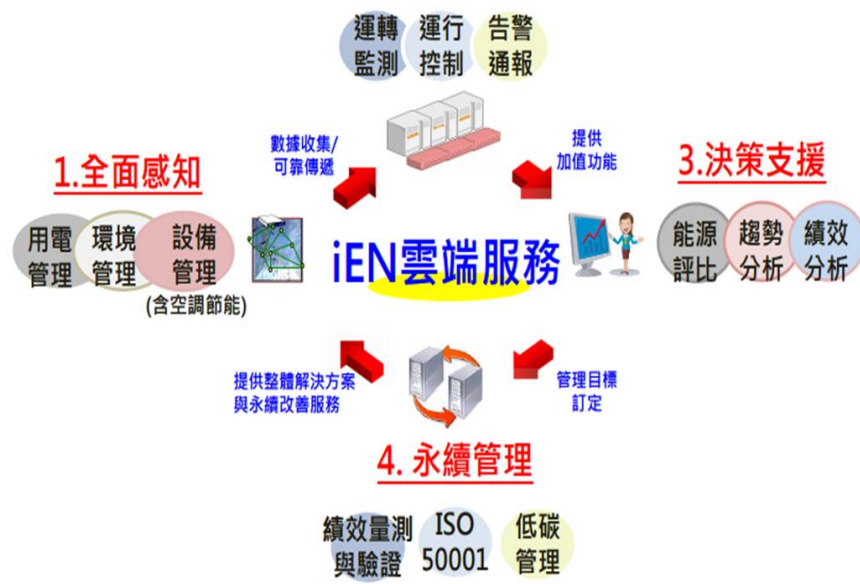 運轉 運行 告警
監測 控制 通報
數據收集/
可靠傳遞
提供
加值功能
1.全面感知
用電 環境 設備
管理 管理 管理
(含空調節能)
iEN雲端服務
3.決策支援
能源 趨勢 績效
評比 分析 分析
提供整體解決方案
與永續改善服務
管理目標
訂定
4. 永續管理
績效量測 ISO 低碳
與驗證 50001 管理